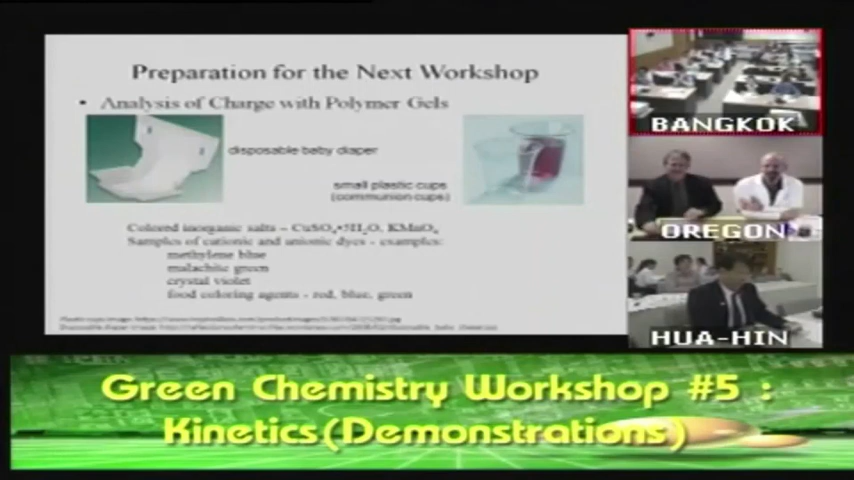 Preparation for the Next Workshop
• Analysis of Charge with Polymer Gels
disposable baby diaper
small plastic cups
(communion cups)
Colored inorganic salts – CuSO₄•5H₂O, KMnO₄
Samples of cationic and anionic dyes - examples:
methylene blue
malachite green
crystal violet
food coloring agents - red, blue, green
BANGKOK
OREGON
HUA-HIN
Green Chemistry Workshop #5 :
Kinetics(Demonstrations)